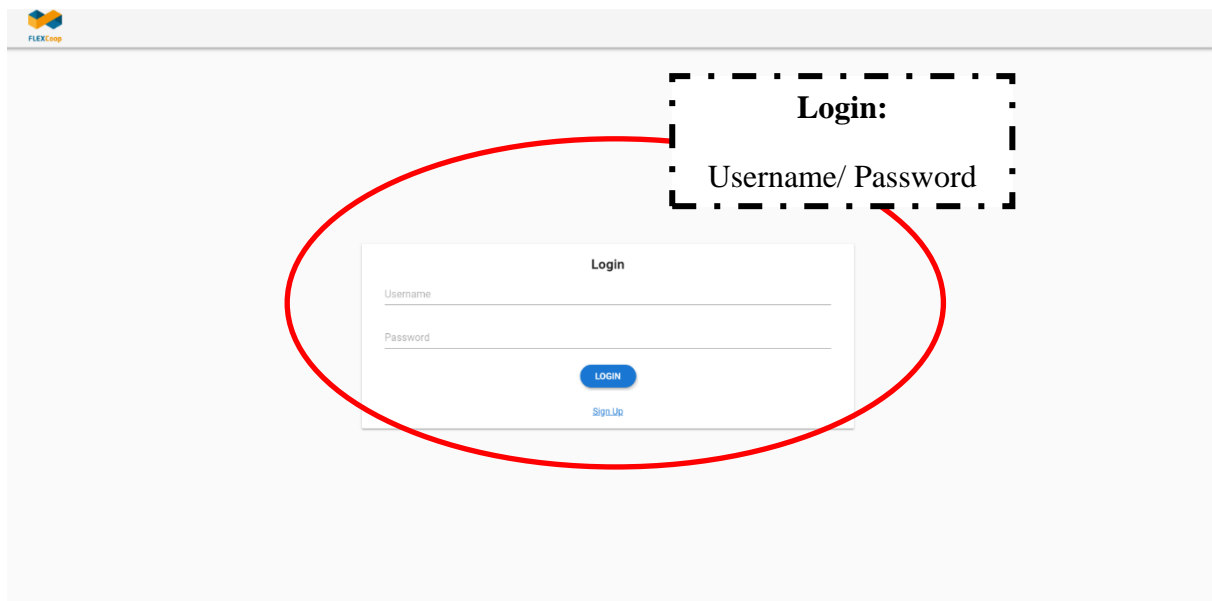 FLEXCoop
Login:
Username/ Password
Login
Username
Password
LOGIN
Sign Up